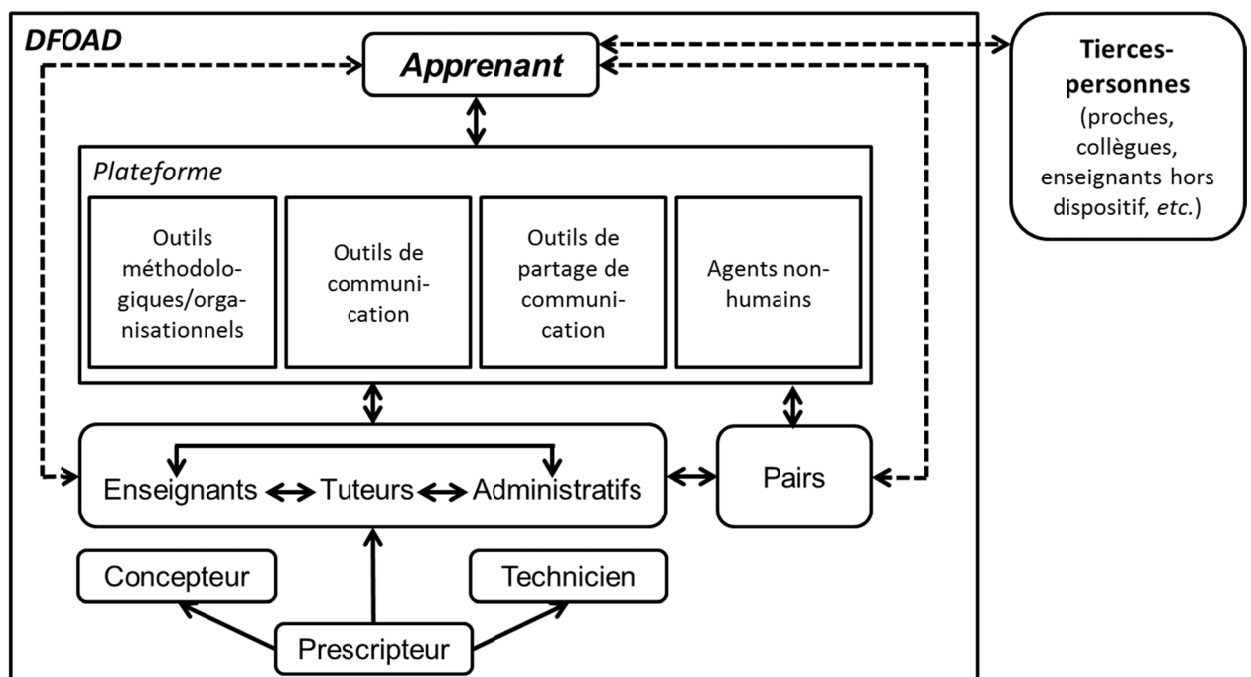 DFOAD
Apprenant
Tierces-
personnes
(proches,
collègues,
enseignants hors
dispositif, etc.)
Plateforme
Outils
méthodolo-
giques/orga-
nisationnels
Outils de
communi-
cation
Outils de
partage de
communi-
cation
Agents non-
humains
Enseignants
Tuteurs
Administratifs
Pairs
Concepteur
Technicien
Prescripteur